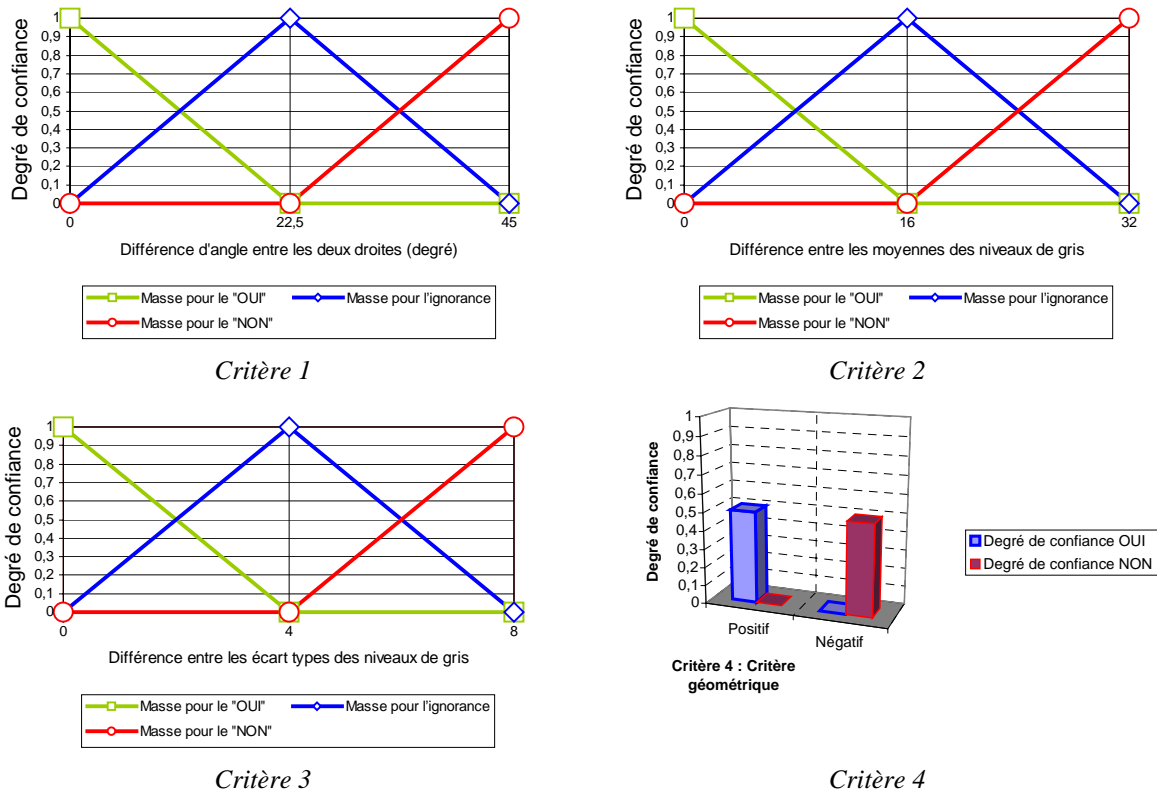 Degré de confiance
1
0,9
0,8
0,7
0,6
0,5
0,4
0,3
0,2
0,1
0
0 22,5 45
Différence d'angle entre les deux droites (degré)
Masse pour le "OUI" Masse pour l'ignorance
Masse pour le "NON"
Critère 1
Degré de confiance
1
0,9
0,8
0,7
0,6
0,5
0,4
0,3
0,2
0,1
0
0 16 32
Différence entre les moyennes des niveaux de gris
Masse pour le "OUI" Masse pour l'ignorance
Masse pour le "NON"
Critère 2
Degré de confiance
1
0,9
0,8
0,7
0,6
0,5
0,4
0,3
0,2
0,1
0
0 4 8
Différence entre les écart types des niveaux de gris
Masse pour le "OUI" Masse pour l'ignorance
Masse pour le "NON"
Critère 3
Degré de confiance
1
0,9
0,8
0,7
0,6
0,5
0,4
0,3
0,2
0,1
0
Positif Négatif
Critère 4 : Critère
géométrique
Degré de confiance OUI
Degré de confiance NON
Critère 4